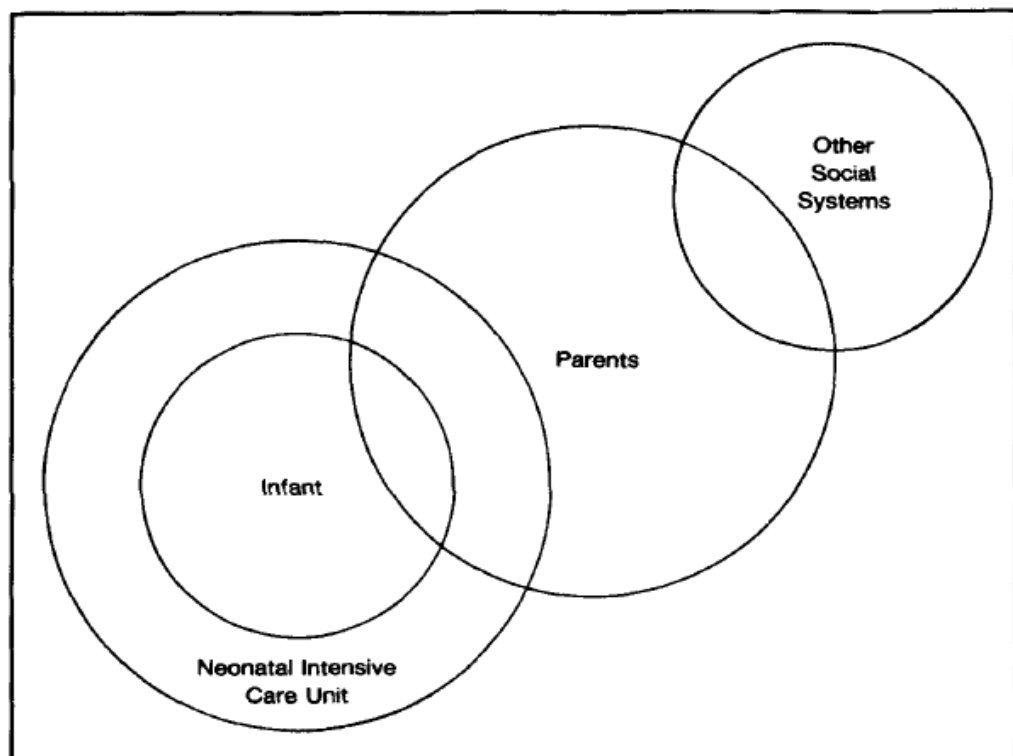 Other
Social
Systems
Parents
Infant
Neonatal Intensive
Care Unit